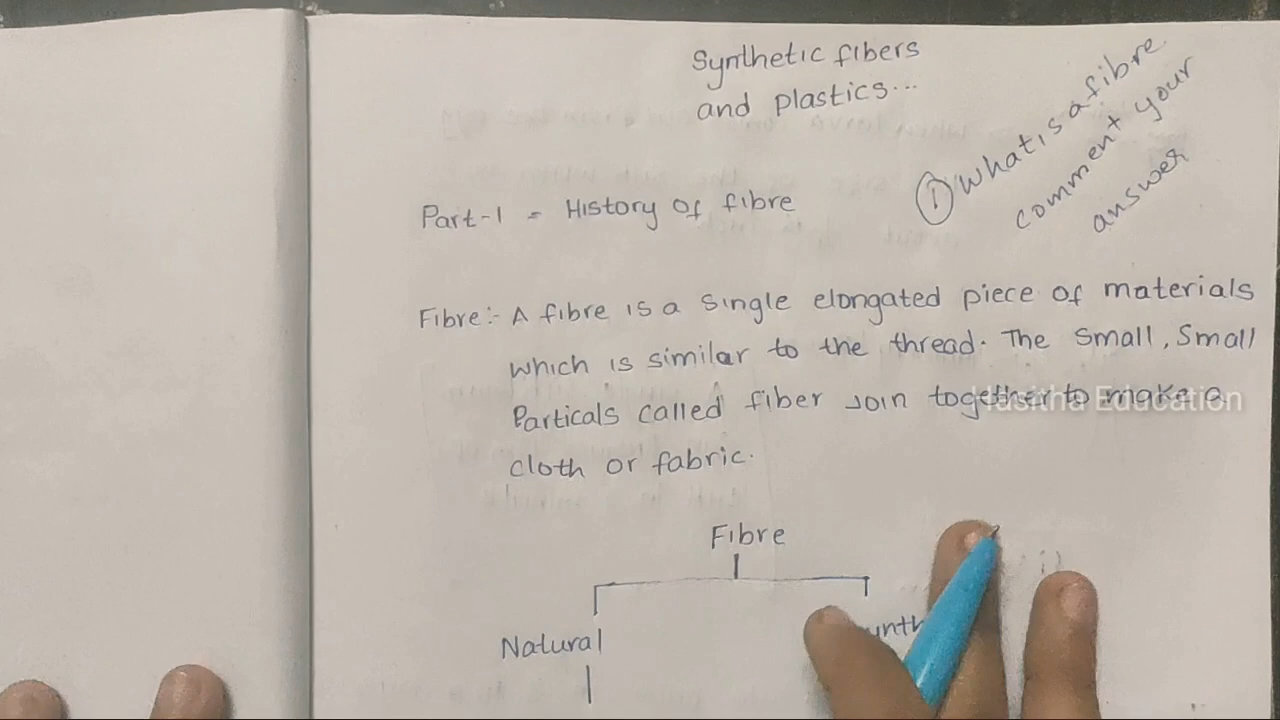 Synthetic fibers
and plastics...
① What is a fibre
comment your
answer
Part-1 = History of fibre
Fibre:- A fibre is a single elongated piece of materials
which is similar to the thread. The small, small
Particals called fiber join together to make a
cloth or fabric.
Education
Fibre
Natural